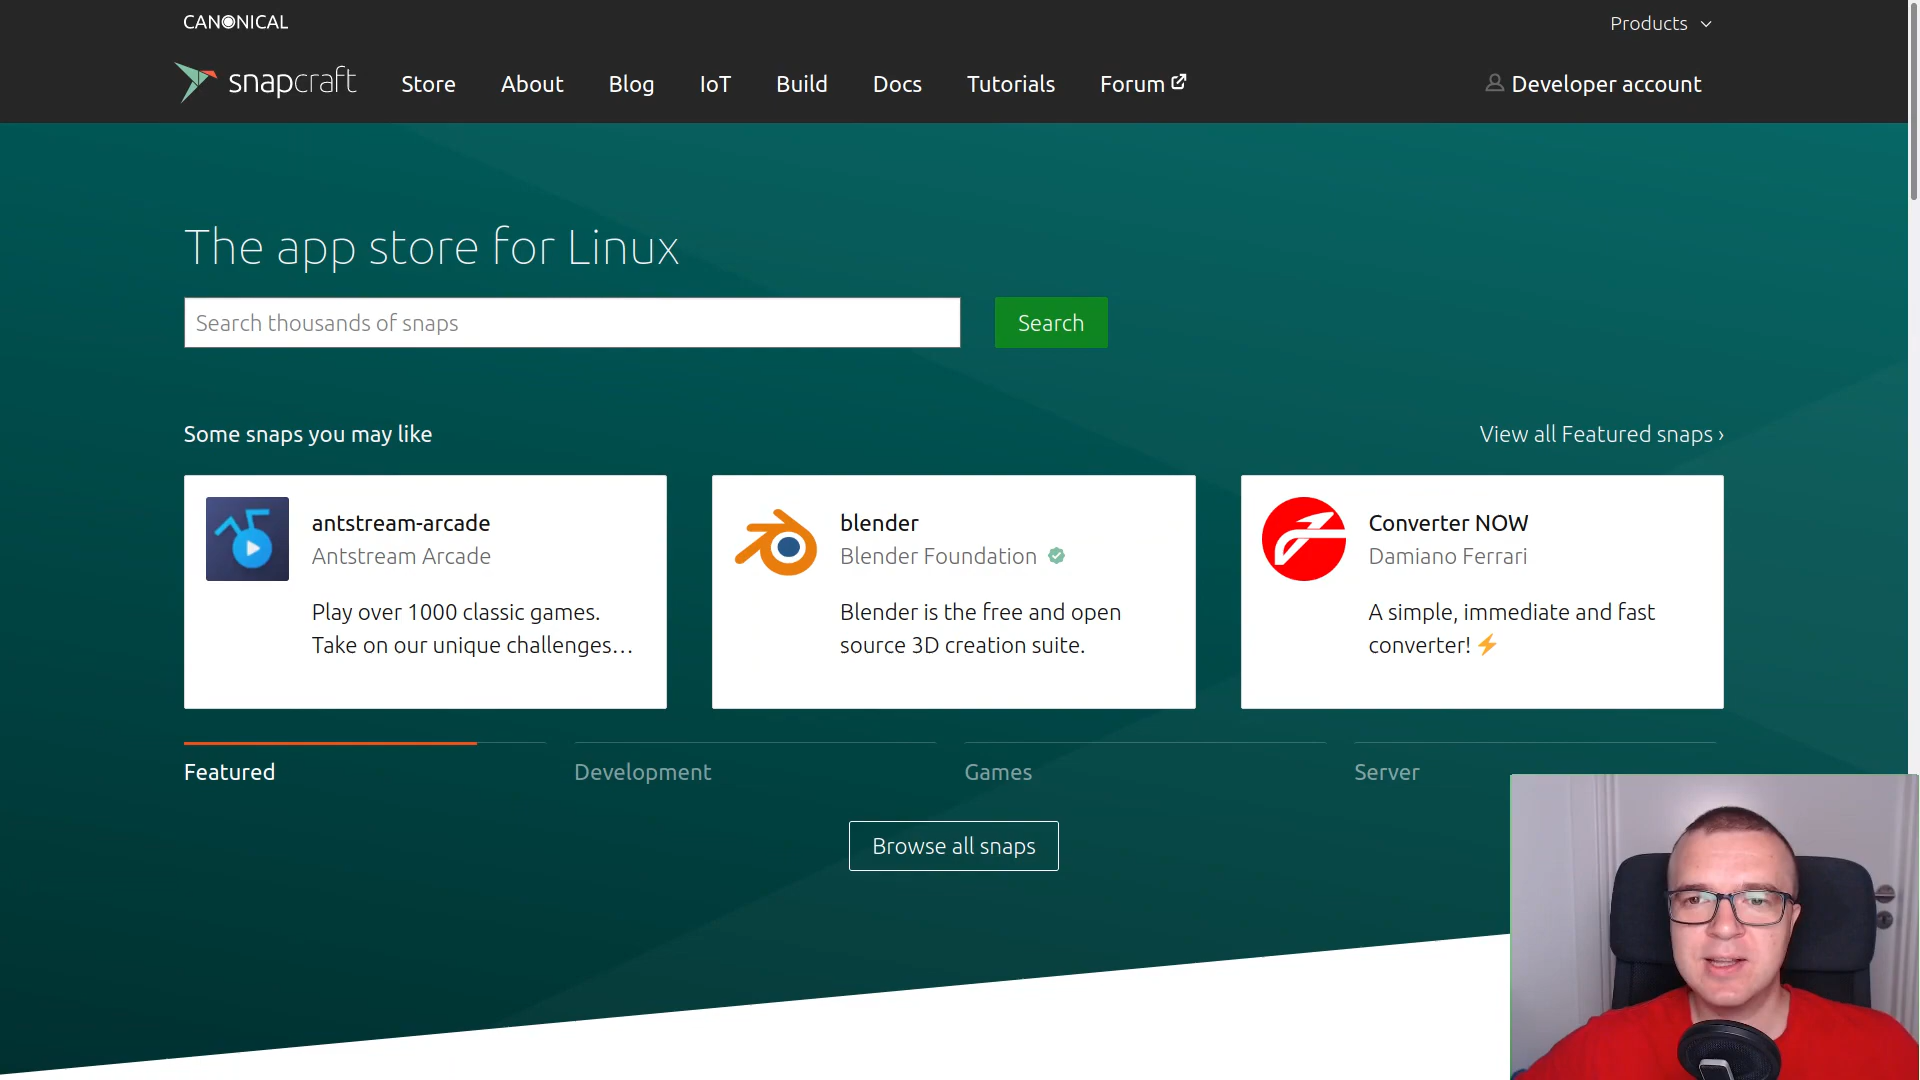 CANONICAL
Products
snapcraft
Store
About
Blog
IoT
Build
Docs
Tutorials
Forum
Developer account
The app store for Linux
Search thousands of snaps
Search
Some snaps you may like
View all Featured snaps ›
antstream-arcade
Antstream Arcade
Play over 1000 classic games.
Take on our unique challenges…
blender
Blender Foundation
Blender is the free and open
source 3D creation suite.
Converter NOW
Damiano Ferrari
A simple, immediate and fast
converter! ⚡
Featured
Development
Games
Server
Browse all snaps